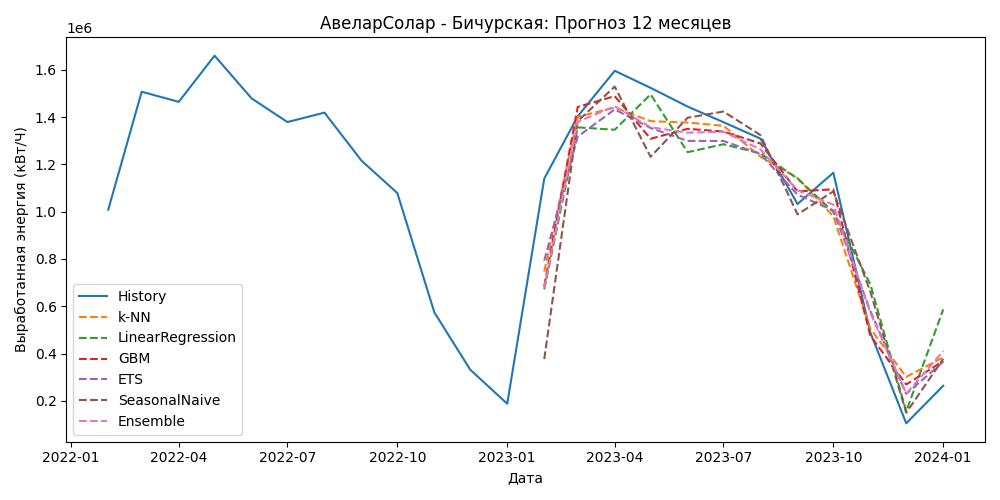 АвеларСолар - Бичурская: Прогноз 12 месяцев
1e6
Выработанная энергия (кВт/Ч)
1.6
1.4
1.2
1.0
0.8
0.6
0.4
0.2
History
k-NN
LinearRegression
GBM
ETS
SeasonalNaive
Ensemble
2022-01 2022-04 2022-07 2022-10 2023-01 2023-04 2023-07 2023-10 2024-01
Дата